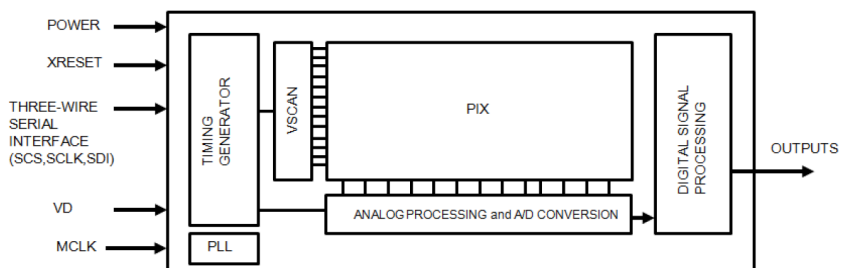 POWER
XRESET
THREE-WIRE
SERIAL
INTERFACE
(SCS,SCLK,SDI)
VD
MCLK
TIMING
GENERATOR
PLL
VSCAN
PIX
ANALOG PROCESSING and A/D CONVERSION
DIGITAL SIGNAL
PROCESSING
OUTPUTS